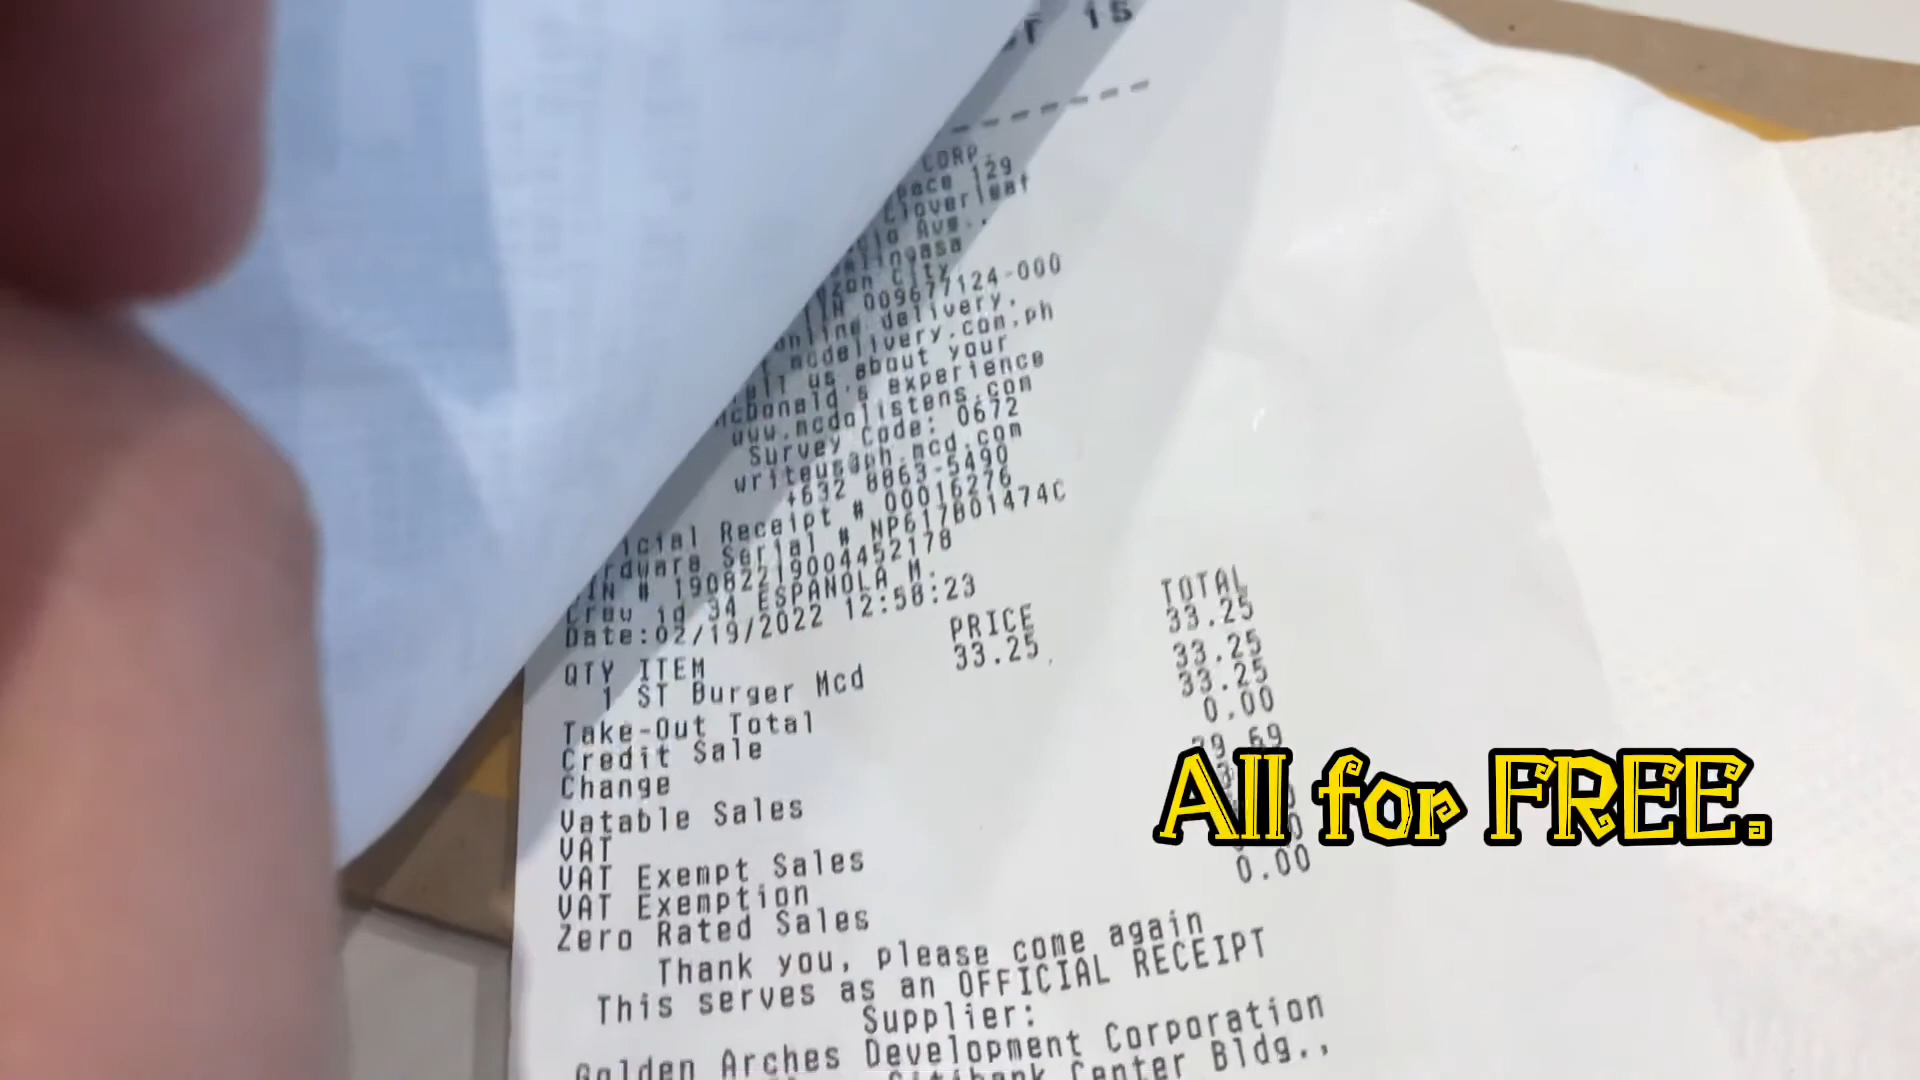 15
CORP.
129
Cloverleaf
Ave.,
City
009677124-000
online delivery.
mcdelivery.com.ph
us about your
McDonald's experience
www.mcdolistens.com
Survey Code: 0672
writeus@ph.mcd.com
+632 8863-5490
Receipt # 00016276
Serial # NP617B01474C
MIN # 19082219004452178
Crew id 34 ESPANOLA M.
Date:02/19/2022 12:58:23
QTY ITEM PRICE TOTAL
1 ST Burger Mcd 33.25 33.25
Take-Out Total 33.25
Credit Sale 33.25
Change 0.00
Vatable Sales 29.69
VAT
VAT Exempt Sales
VAT Exemption
Zero Rated Sales 0.00
Thank you, please come again
This serves as an OFFICIAL RECEIPT
Supplier:
Golden Arches Development Corporation
Citibank Center Bldg.,
All for FREE.